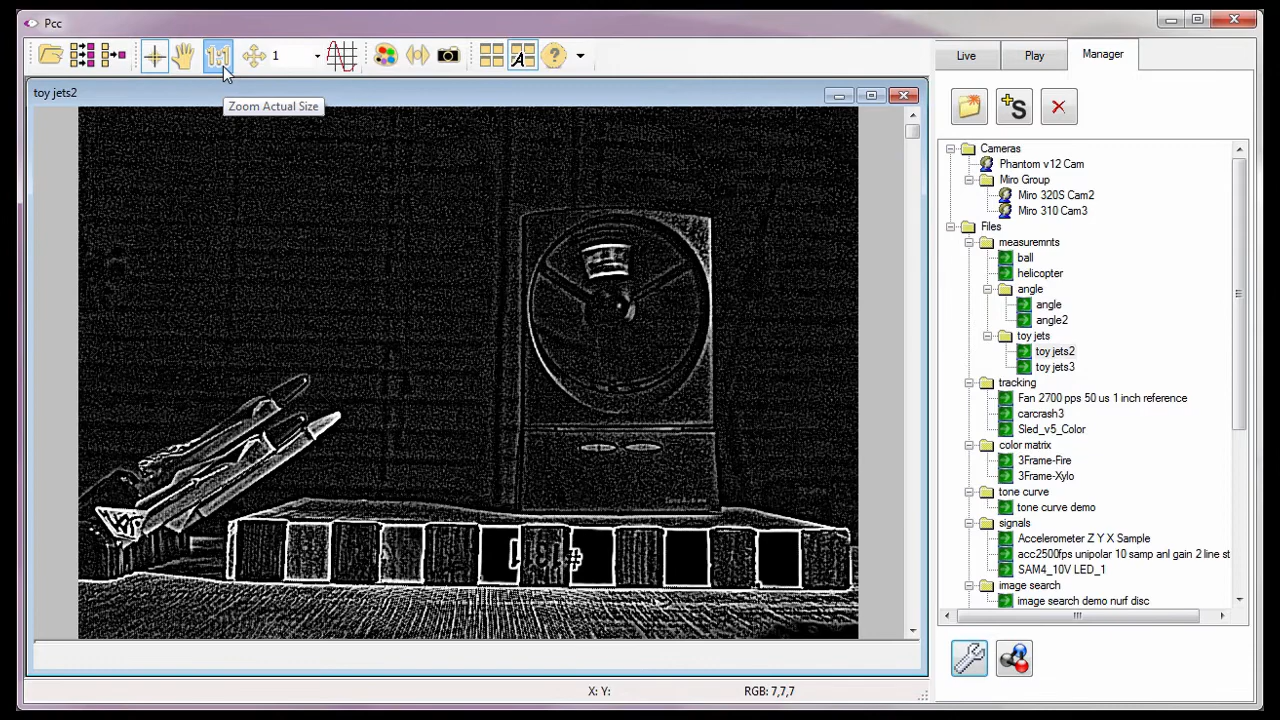 Pcc
1:1
1
A
?
Live
Play
Manager
Zoom Actual Size
toy jets2
S
Cameras
Phantom v12 Cam
Miro Group
Miro 320S Cam2
Miro 310 Cam3
Files
measuremnts
ball
helicopter
angle
angle
angle2
toy jets
toy jets2
toy jets3
tracking
Fan 2700 pps 50 us 1 inch reference
carcrash3
Sled_v5_Color
color matrix
3Frame-Fire
3Frame-Xylo
tone curve
tone curve demo
signals
Accelerometer Z Y X Sample
acc2500fps unipolar 10 samp anl gain 2 line st
SAM4_10V LED_1
image search
image search demo nurf disc
X: Y:
RGB: 7,7,7